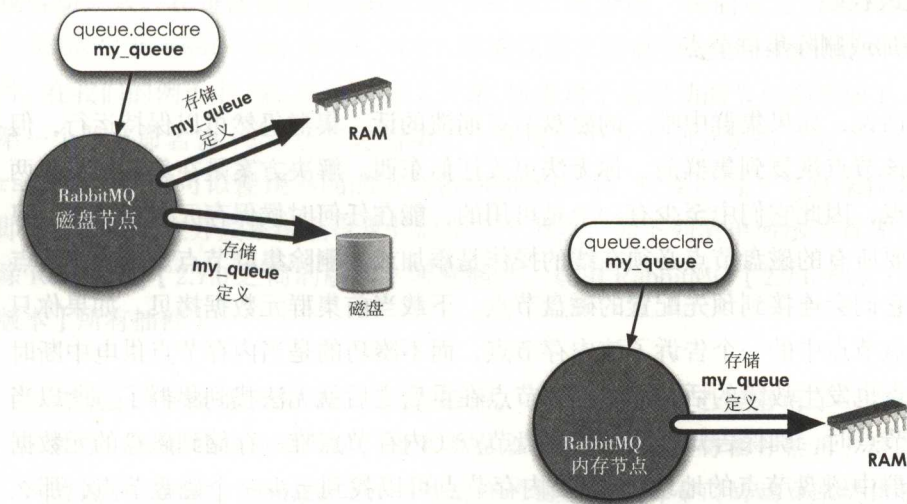 queue.declare
my_queue
存储
my_queue
定义
RAM
RabbitMQ
磁盘节点
存储
my_queue
定义
磁盘
queue.declare
my_queue
存储
my_queue
定义
RabbitMQ
内存节点
RAM